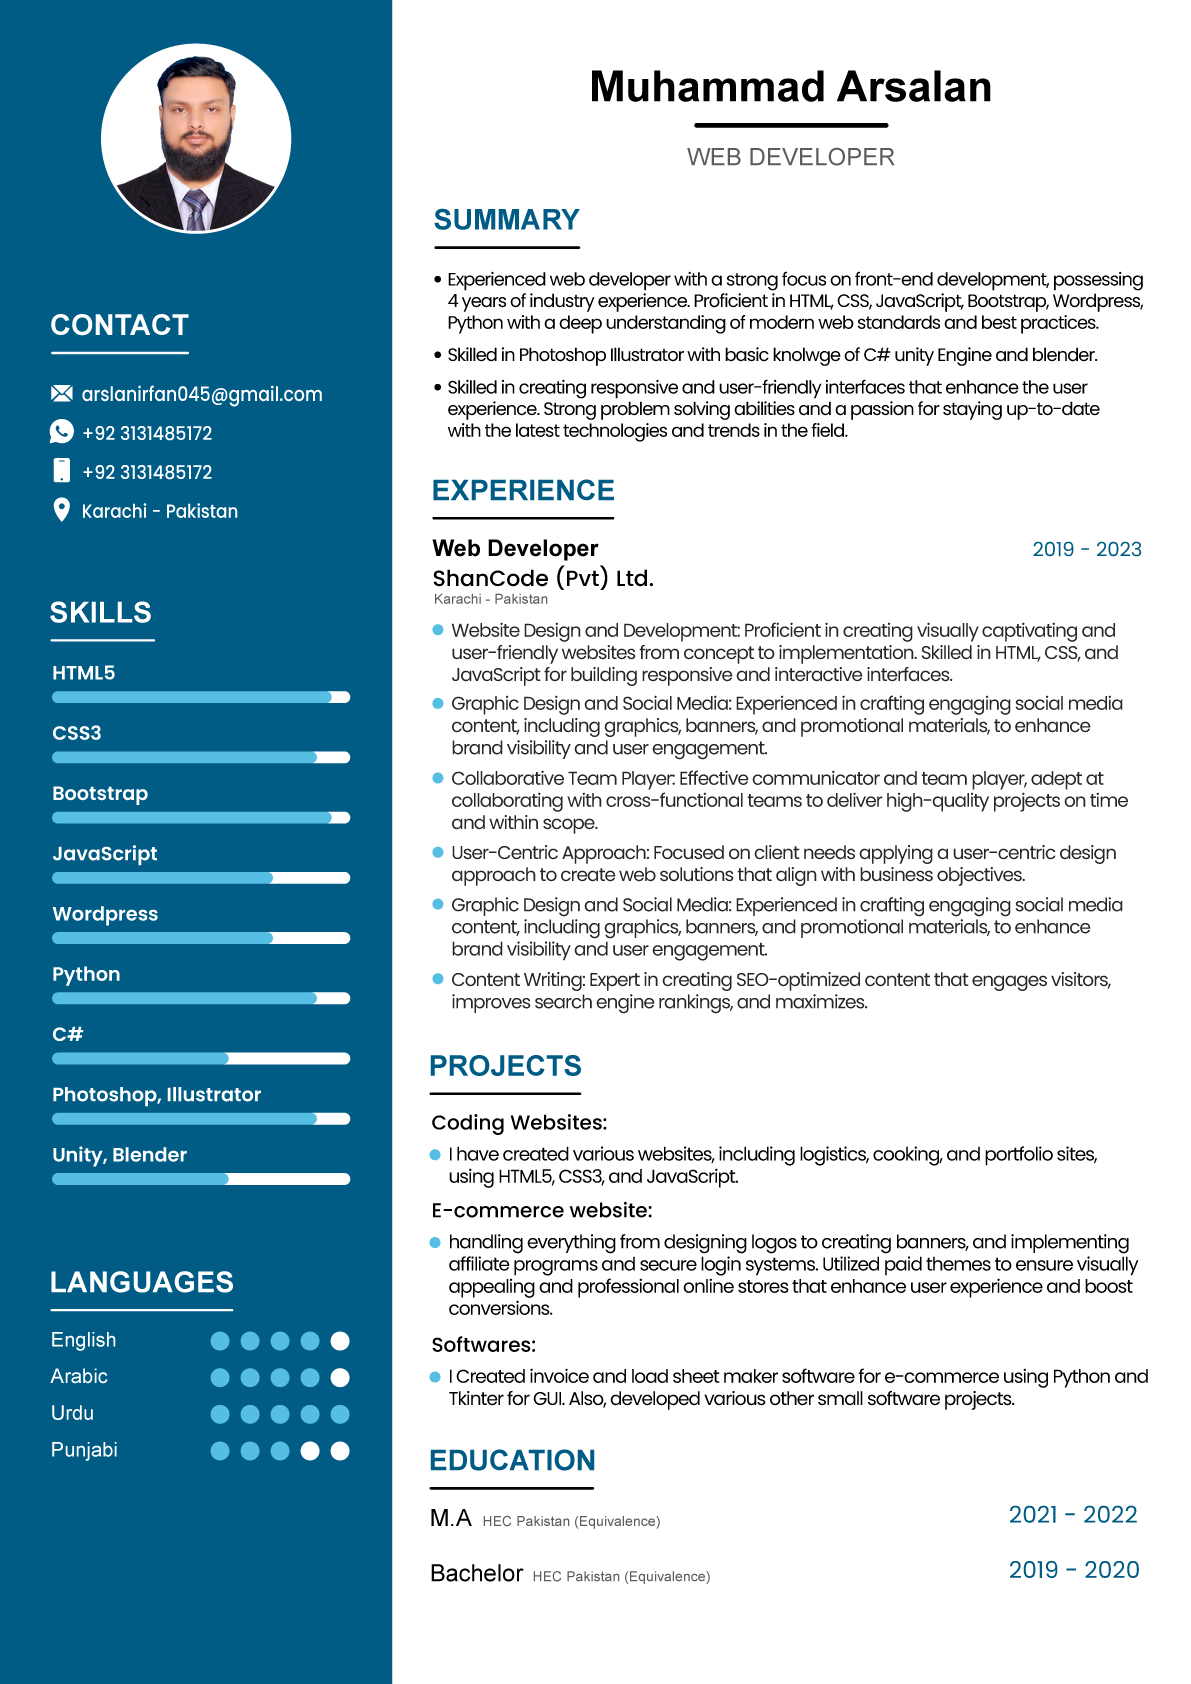 CONTACT
arslanirfan045@gmail.com
+92 3131485172
+92 3131485172
Karachi - Pakistan
SKILLS
HTML5
CSS3
Bootstrap
JavaScript
Wordpress
Python
C#
Photoshop, Illustrator
Unity, Blender
LANGUAGES
English
Arabic
Urdu
Punjabi
Muhammad Arsalan
WEB DEVELOPER
SUMMARY
• Experienced web developer with a strong focus on front-end development, possessing
4 years of industry experience. Proficient in HTML, CSS, JavaScript, Bootstrap, Wordpress,
Python with a deep understanding of modern web standards and best practices.
• Skilled in Photoshop Illustrator with basic knolwge of C# unity Engine and blender.
• Skilled in creating responsive and user-friendly interfaces that enhance the user
experience. Strong problem solving abilities and a passion for staying up-to-date
with the latest technologies and trends in the field.
EXPERIENCE
Web Developer 2019 - 2023
ShanCode (Pvt) Ltd.
Karachi - Pakistan
• Website Design and Development: Proficient in creating visually captivating and
user-friendly websites from concept to implementation. Skilled in HTML, CSS, and
JavaScript for building responsive and interactive interfaces.
• Graphic Design and Social Media: Experienced in crafting engaging social media
content, including graphics, banners, and promotional materials, to enhance
brand visibility and user engagement.
• Collaborative Team Player: Effective communicator and team player, adept at
collaborating with cross-functional teams to deliver high-quality projects on time
and within scope.
• User-Centric Approach: Focused on client needs applying a user-centric design
approach to create web solutions that align with business objectives.
• Graphic Design and Social Media: Experienced in crafting engaging social media
content, including graphics, banners, and promotional materials, to enhance
brand visibility and user engagement.
• Content Writing: Expert in creating SEO-optimized content that engages visitors,
improves search engine rankings, and maximizes.
PROJECTS
Coding Websites:
• I have created various websites, including logistics, cooking, and portfolio sites,
using HTML5, CSS3, and JavaScript.
E-commerce website:
• handling everything from designing logos to creating banners, and implementing
affiliate programs and secure login systems. Utilized paid themes to ensure visually
appealing and professional online stores that enhance user experience and boost
conversions.
Softwares:
• I Created invoice and load sheet maker software for e-commerce using Python and
Tkinter for GUI. Also, developed various other small software projects.
EDUCATION
M.A HEC Pakistan (Equivalence) 2021 - 2022
Bachelor HEC Pakistan (Equivalence) 2019 - 2020